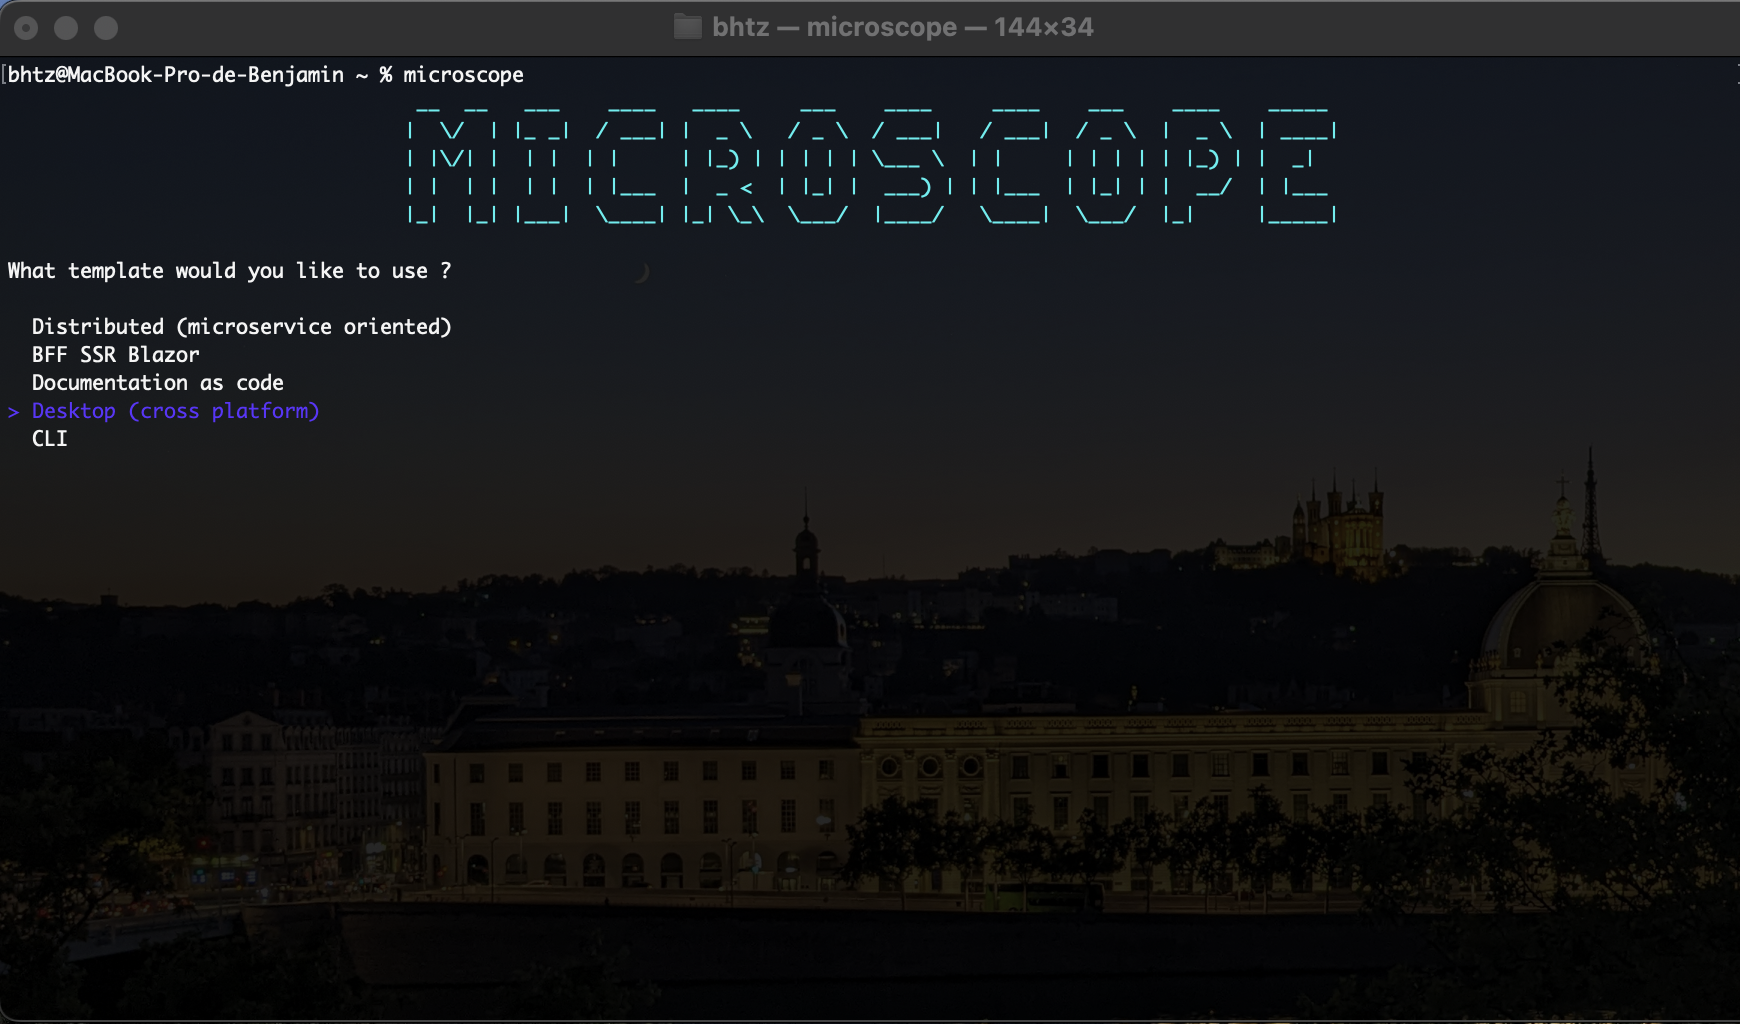 bhtz — microscope — 144×34
[bhtz@MacBook-Pro-de-Benjamin ~ % microscope ]
MICROSCOPE
What template would you like to use ?
Distributed (microservice oriented)
BFF SSR Blazor
Documentation as code
> Desktop (cross platform)
CLI